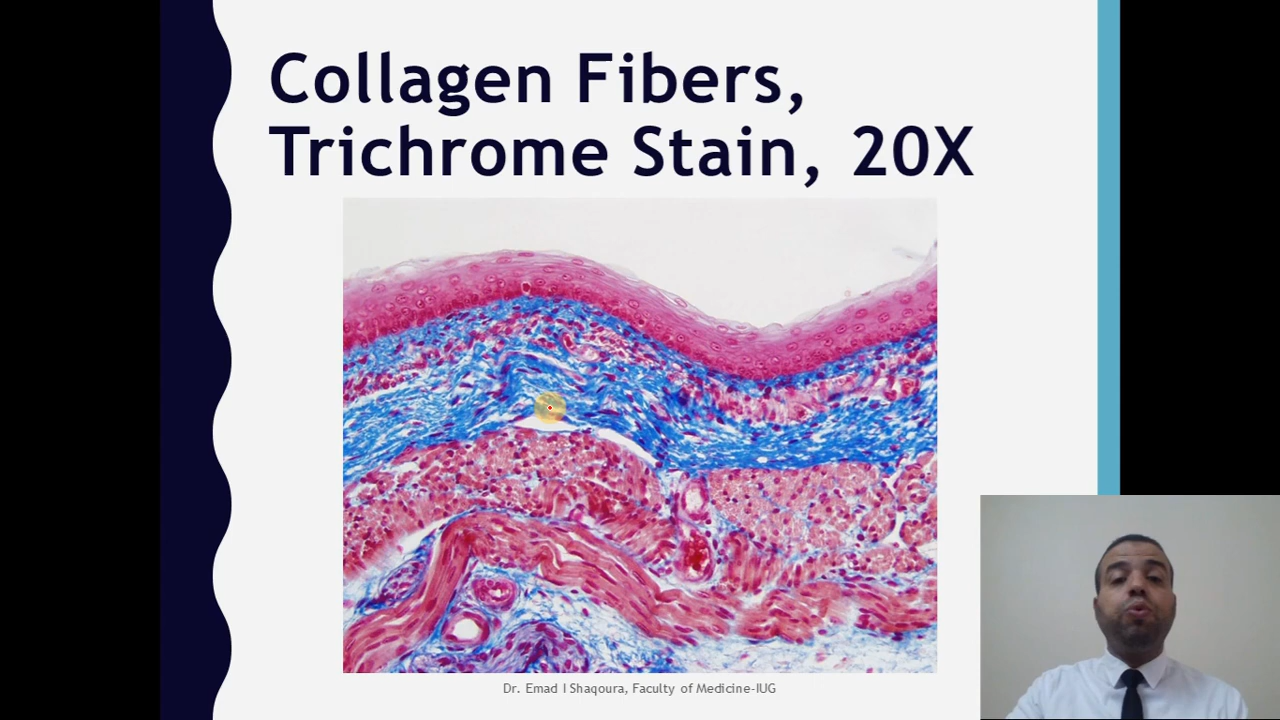 Collagen Fibers,
Trichrome Stain, 20X
Dr. Emad I Shaqoura, Faculty of Medicine-IUG